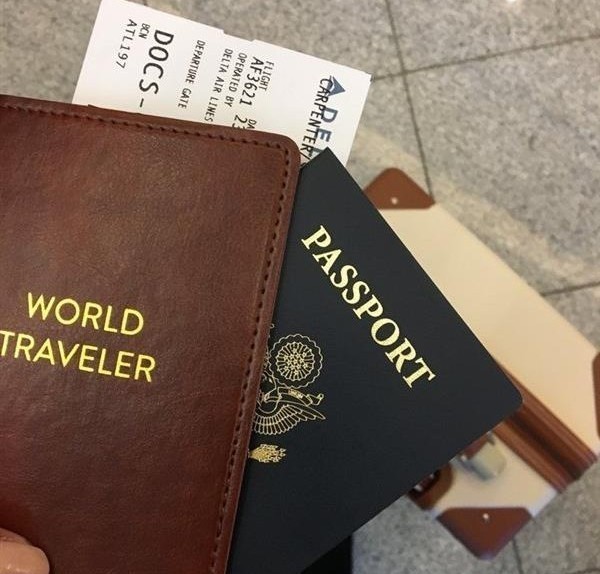 WORLD
TRAVELER
PASSPORT
CARPENTER/
FLIGHT
AF3621
OPERATED BY
DELTA AIR LINES
DEPARTURE GATE
DOCS-
BCN
ATL197